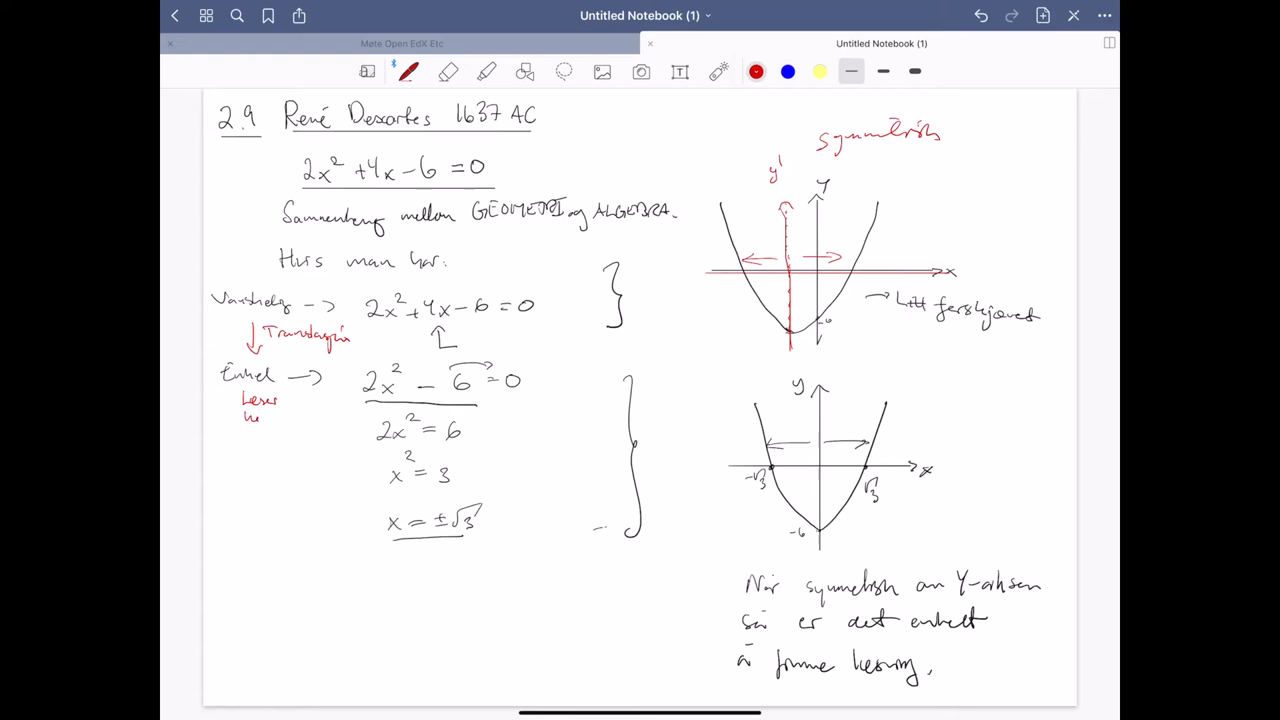 Untitled Notebook (1)
Møte Open EdX Etc
Untitled Notebook (1)
2.9 René Descartes 1637 AC
2x² + 4x - 6 = 0
Sammenheng mellom GEOMETRI og ALGEBRA.
Hvis man har:
Vanskelig → 2x² + 4x - 6 = 0
Translasjon
Enkel → 2x² - 6 = 0
Løser
2x² = 6
x² = 3
x = ±√3
Symmetrisk
y'
y
x
-6
→ Litt forskjøvet
y
x
-√3
√3
-6
Når symmetrisk om Y-aksen
så er det enkelt
å finne løsning.